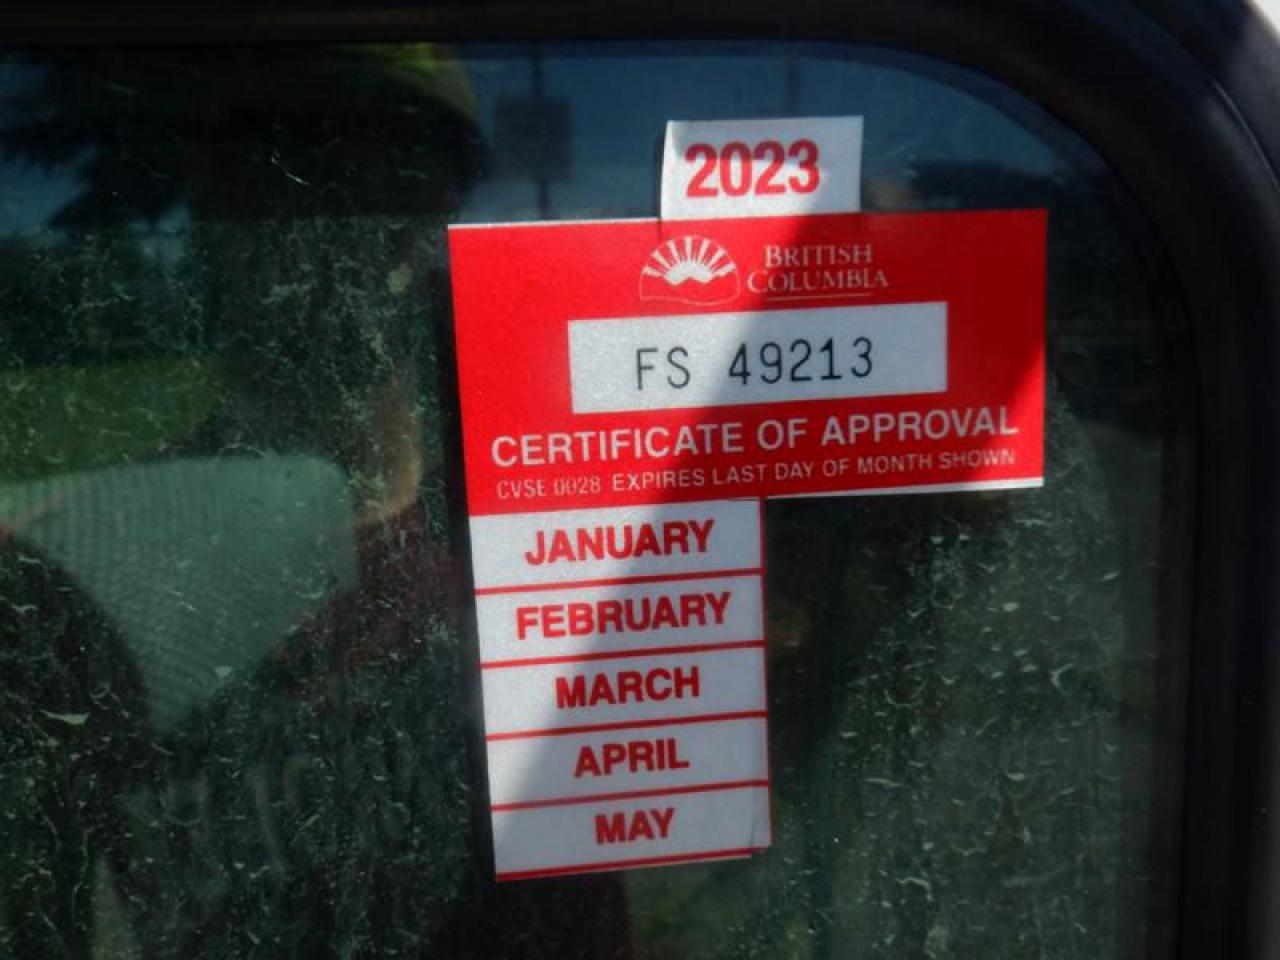 2023
BRITISH
COLUMBIA
FS 49213
CERTIFICATE OF APPROVAL
CVSE 0028 EXPIRES LAST DAY OF MONTH SHOWN
JANUARY
FEBRUARY
MARCH
APRIL
MAY